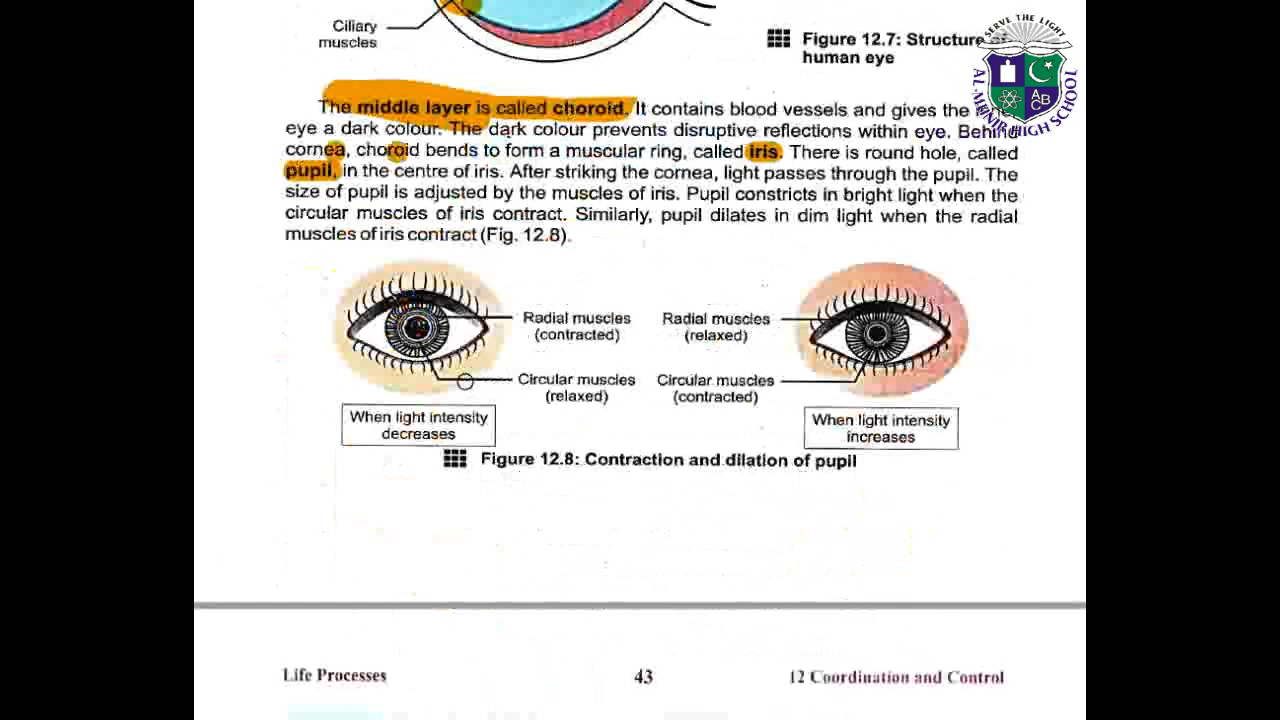 Ciliary
muscles
Figure 12.7: Structure of
human eye
SERVE THE LIGHT
AL-MUNIR HIGH SCHOOL
A
B
C
The middle layer is called choroid. It contains blood vessels and gives the
eye a dark colour. The dark colour prevents disruptive reflections within eye. Behind
cornea, choroid bends to form a muscular ring, called iris. There is round hole, called
pupil, in the centre of iris. After striking the cornea, light passes through the pupil. The
size of pupil is adjusted by the muscles of iris. Pupil constricts in bright light when the
circular muscles of iris contract. Similarly, pupil dilates in dim light when the radial
muscles of iris contract (Fig. 12.8).
Radial muscles
(contracted)
Radial muscles
(relaxed)
Circular muscles
(relaxed)
Circular muscles
(contracted)
When light intensity
decreases
When light intensity
increases
Figure 12.8: Contraction and dilation of pupil
Life Processes
43
12 Coordination and Control